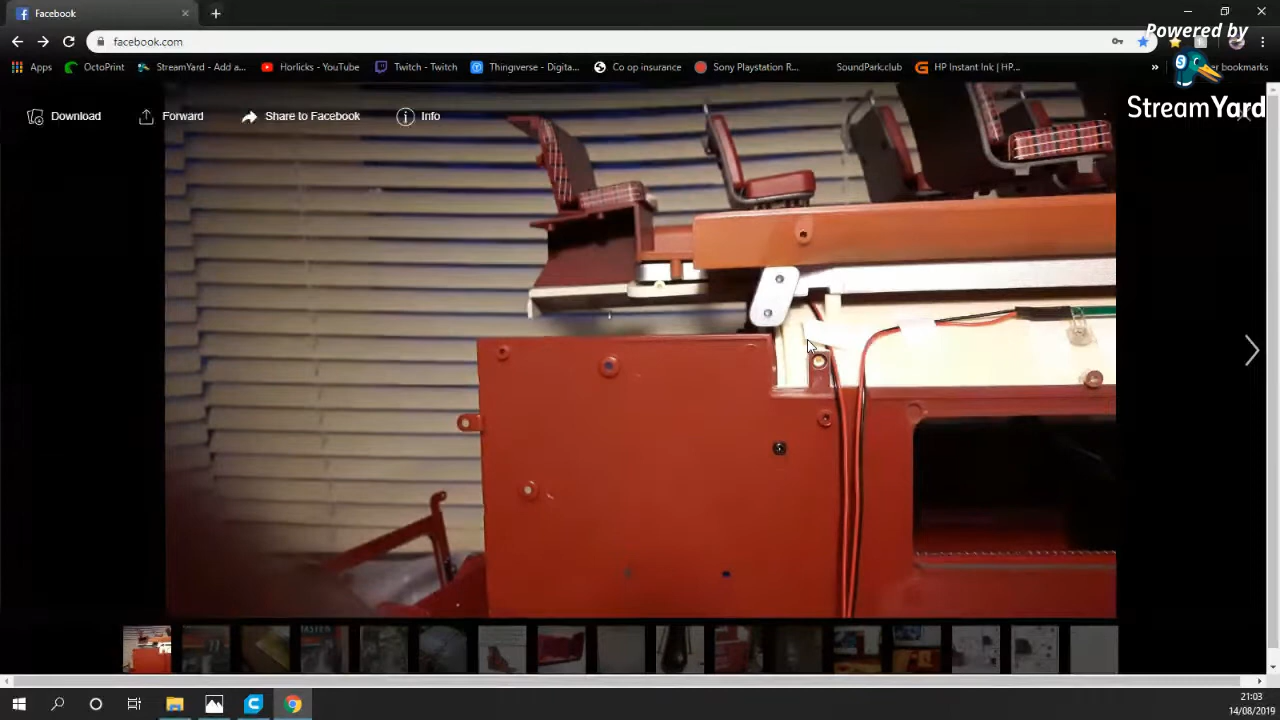 Facebook
facebook.com
Powered by
Apps
OctoPrint
StreamYard - Add a...
Horlicks - YouTube
Twitch - Twitch
Thingiverse - Digita...
Co op insurance
Sony Playstation R...
SoundPark.club
HP Instant Ink | HP...
»
er bookmarks
StreamYard
Download
Forward
Share to Facebook
Info
21:03
14/08/2019